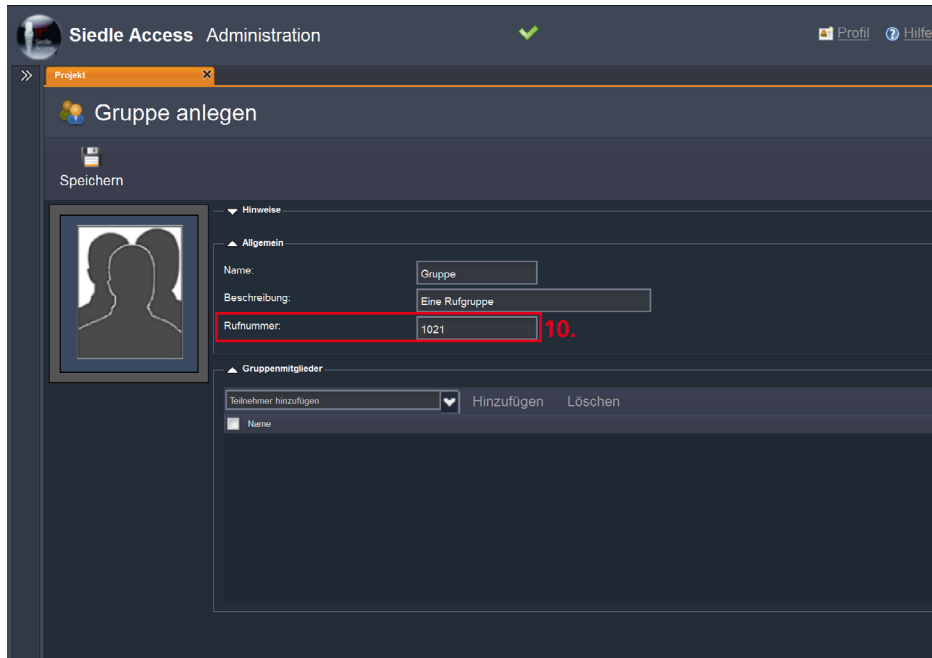 Siedle Access Administration
Profil
Hilfe
Projekt
Gruppe anlegen
Speichern
Hinweise
Allgemein
Name:
Gruppe
Beschreibung:
Eine Rufgruppe
Rufnummer:
1021
10.
Gruppenmitglieder
Teilnehmer hinzufügen
Hinzufügen
Löschen
Name